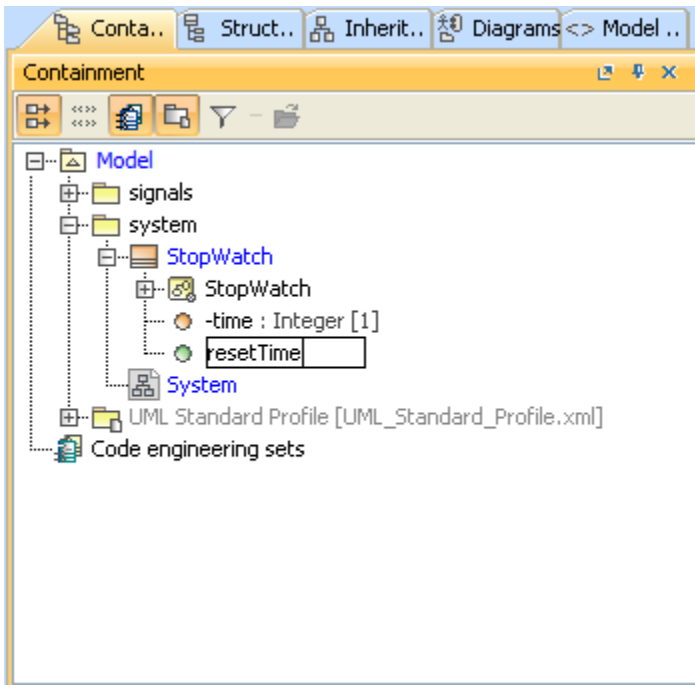 Conta.. Struct.. Inherit.. Diagrams <> Model ..
Containment
Model
signals
system
StopWatch
StopWatch
-time : Integer [1]
resetTime
System
UML Standard Profile [UML_Standard_Profile.xml]
Code engineering sets